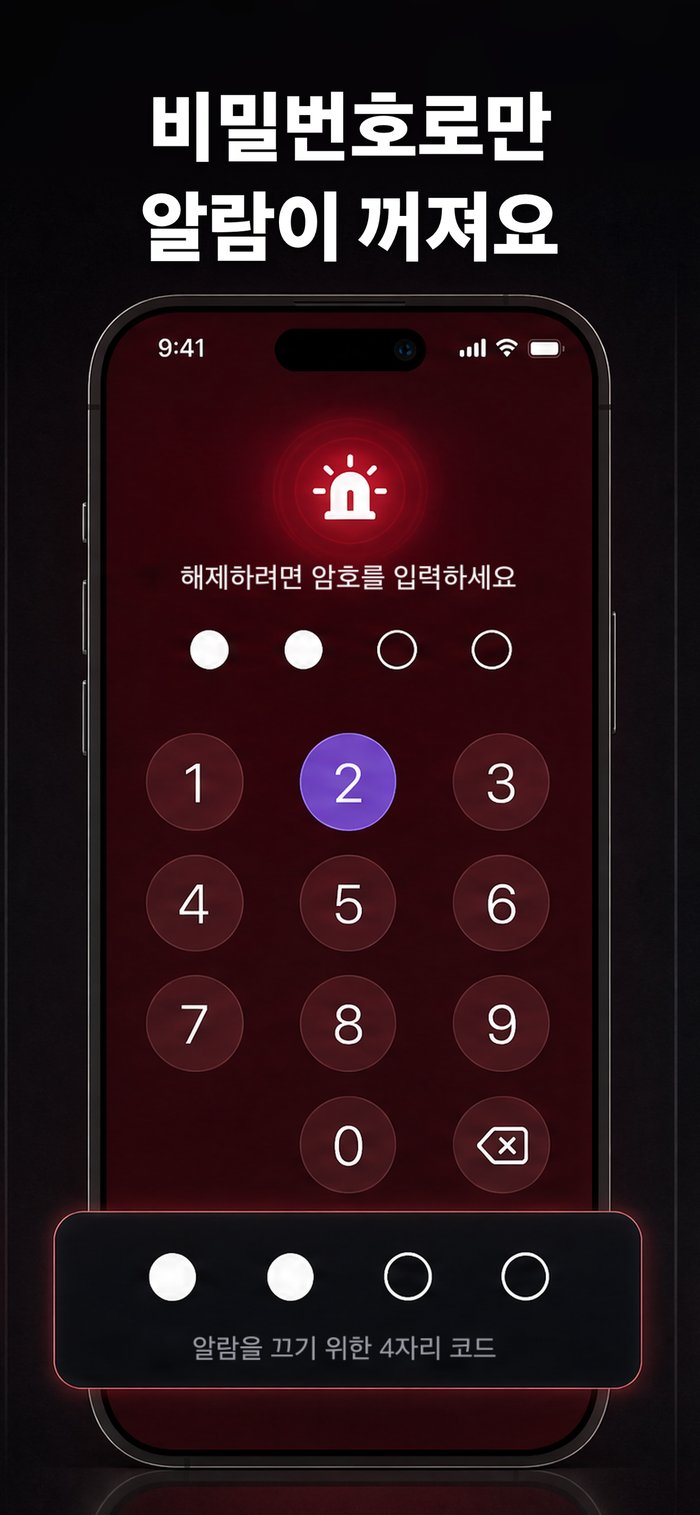 비밀번호로만
알람이 꺼져요
9:41
해제하려면 암호를 입력하세요
1 2 3
4 5 6
7 8 9
0
알람을 끄기 위한 4자리 코드